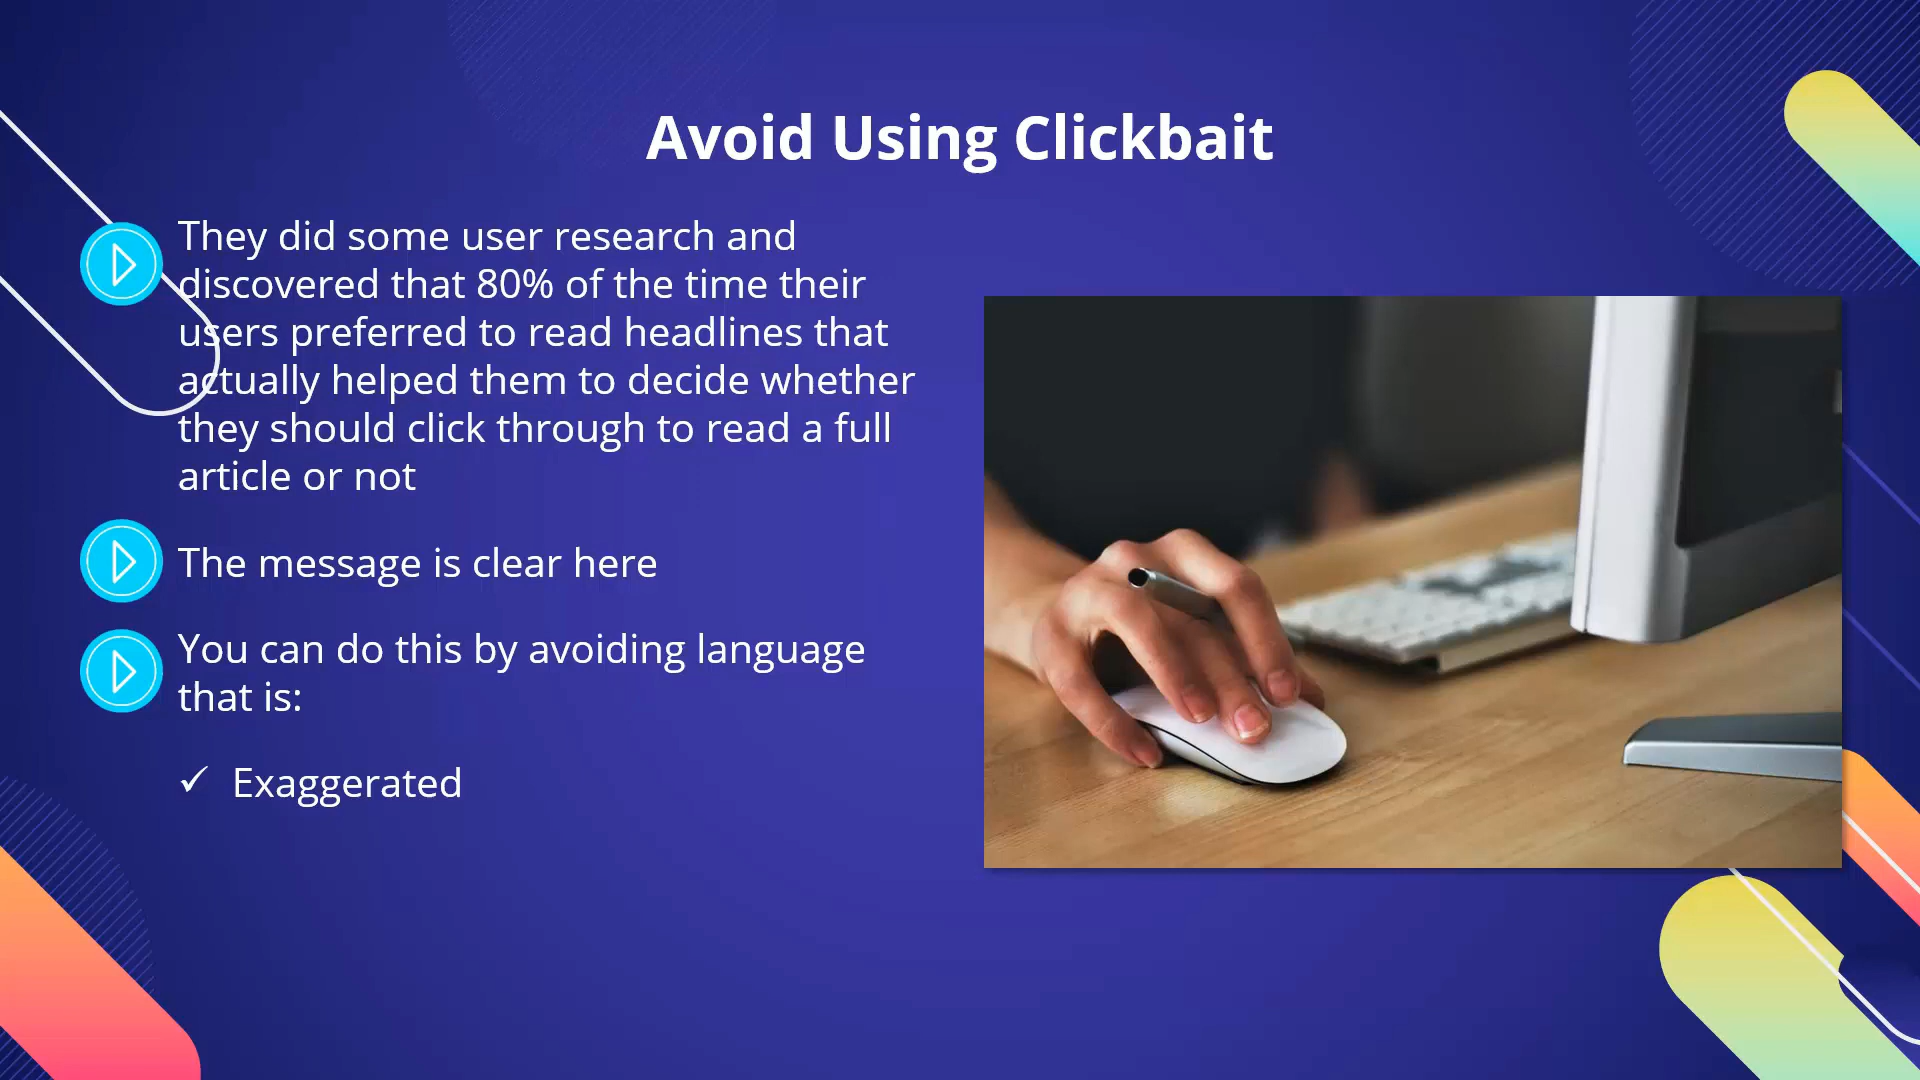 Avoid Using Clickbait
They did some user research and
discovered that 80% of the time their
users preferred to read headlines that
actually helped them to decide whether
they should click through to read a full
article or not
The message is clear here
You can do this by avoiding language
that is:
✓ Exaggerated